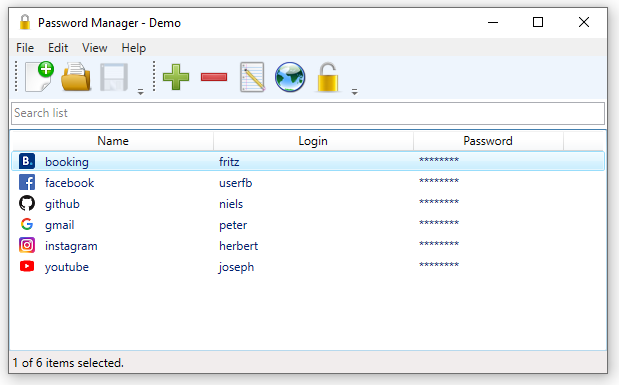 Password Manager - Demo
File Edit View Help
Search list
Name Login Password
B. booking fritz ********
facebook userfb ********
github niels ********
G gmail peter ********
instagram herbert ********
youtube joseph ********
1 of 6 items selected.